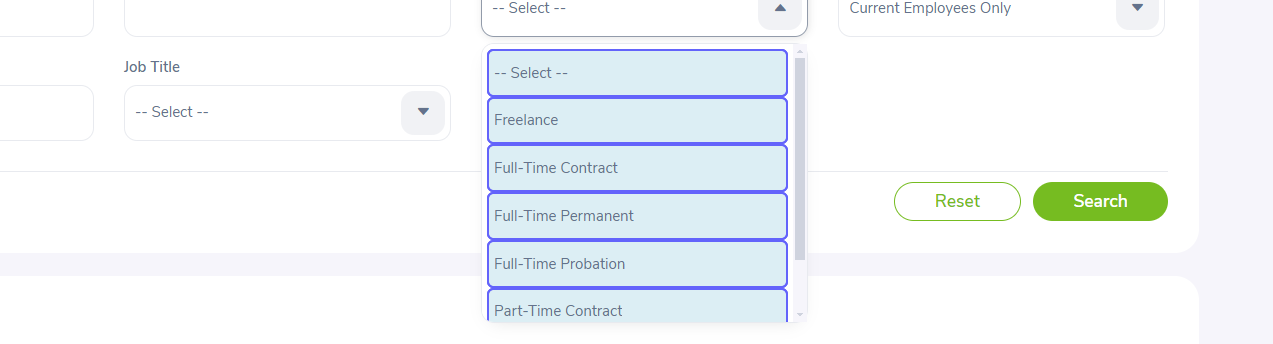 -- Select --
Current Employees Only
Job Title
-- Select --
-- Select --
Freelance
Full-Time Contract
Full-Time Permanent
Full-Time Probation
Part-Time Contract
Reset
Search